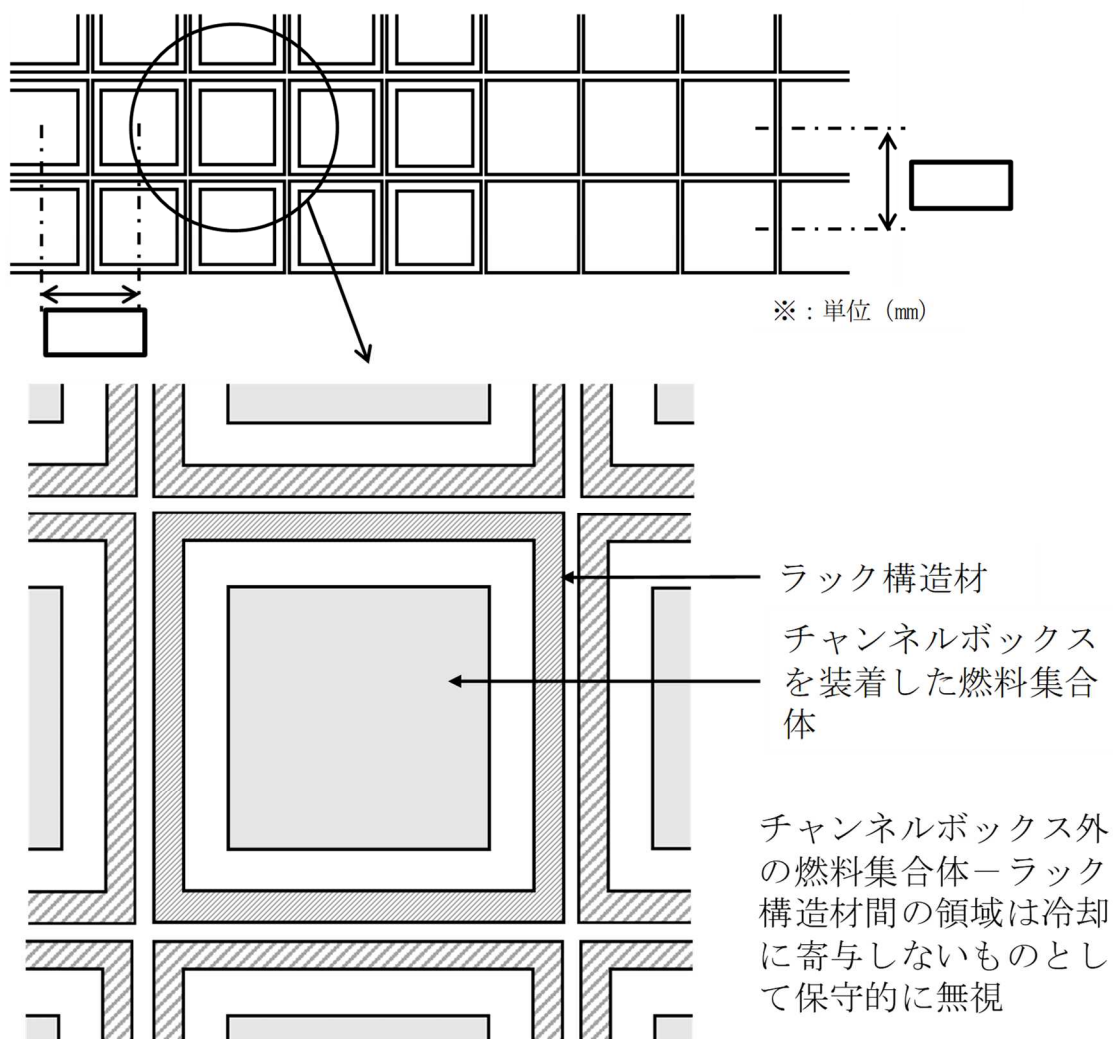 ※：単位（㎜）
ラック構造材
チャンネルボックス
を装着した燃料集合
体
チャンネルボックス外
の燃料集合体－ラック
構造材間の領域は冷却
に寄与しないものとし
て保守的に無視